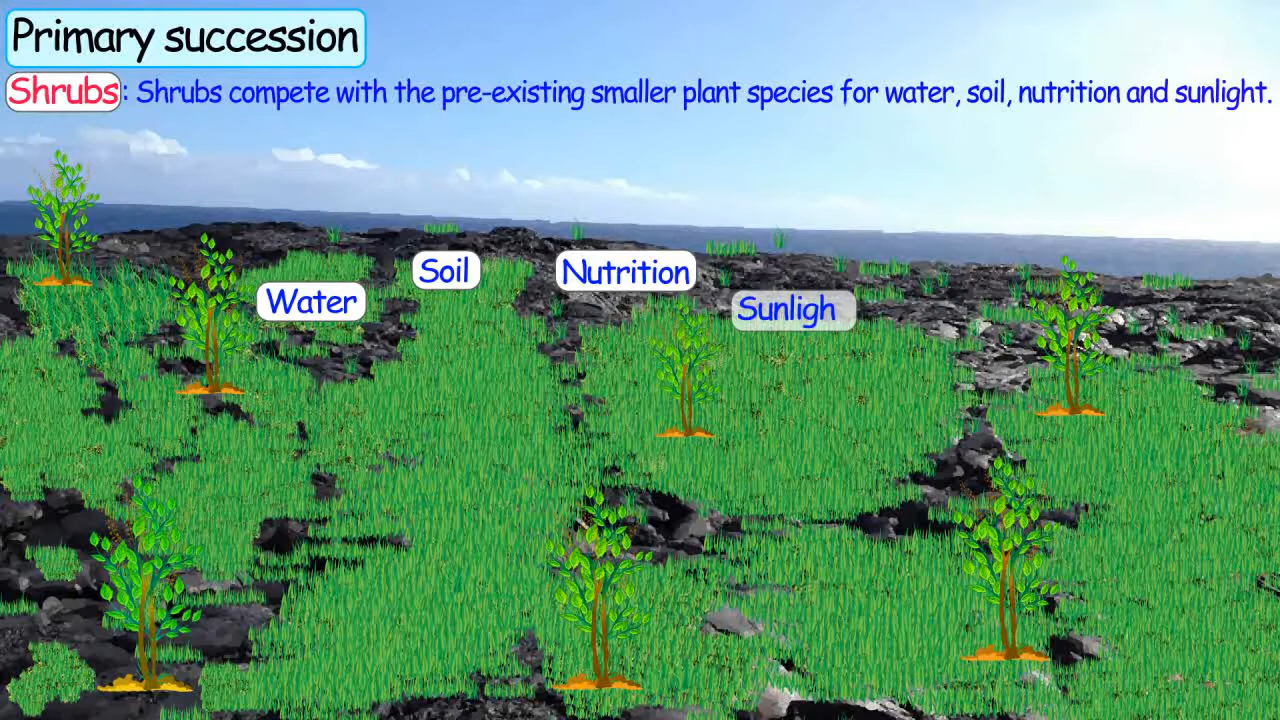 Primary succession
Shrubs: Shrubs compete with the pre-existing smaller plant species for water, soil, nutrition and sunlight.
Soil
Nutrition
Water
Sunligh